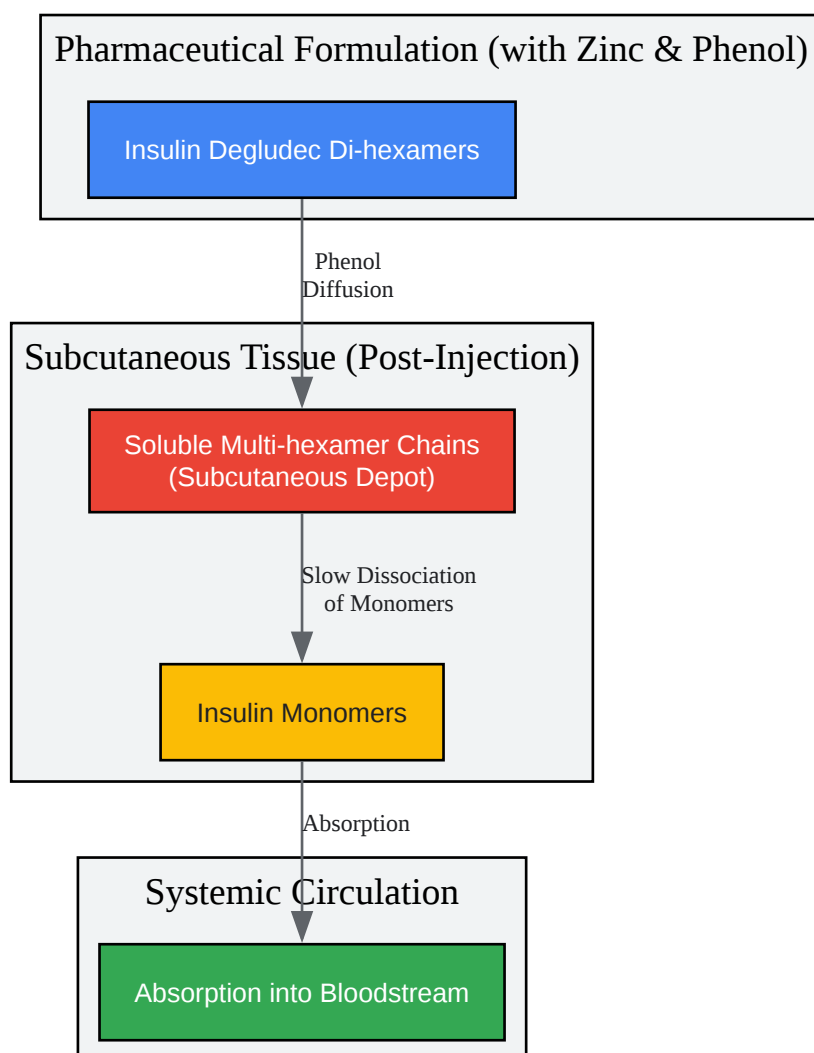 Pharmaceutical Formulation (with Zinc & Phenol)
Insulin Degludec Di-hexamers
Phenol
Diffusion
Subcutaneous Tissue (Post-Injection)
Soluble Multi-hexamer Chains
(Subcutaneous Depot)
Slow Dissociation
of Monomers
Insulin Monomers
Absorption
Systemic Circulation
Absorption into Bloodstream